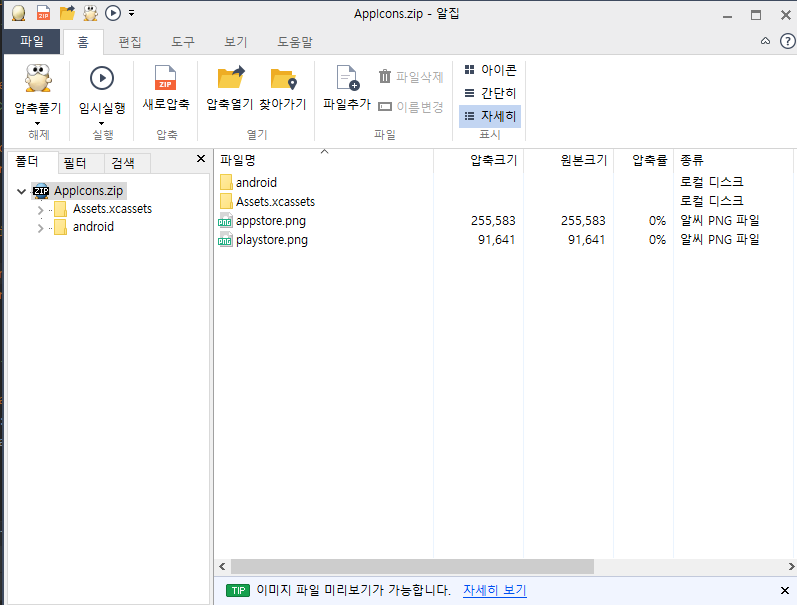 AppIcons.zip - 알집
파일 홈 편집 도구 보기 도움말
압축풀기 임시실행 새로압축 압축열기 찾아가기 파일추가 파일삭제 이름변경 아이콘 간단히 자세히
해제 실행 압축 열기 파일 표시
폴더 필터 검색
AppIcons.zip
Assets.xcassets
android
파일명 압축크기 원본크기 압축률 종류
android 로컬 디스크
Assets.xcassets 로컬 디스크
appstore.png 255,583 255,583 0% 알씨 PNG 파일
playstore.png 91,641 91,641 0% 알씨 PNG 파일
TIP 이미지 파일 미리보기가 가능합니다. 자세히 보기